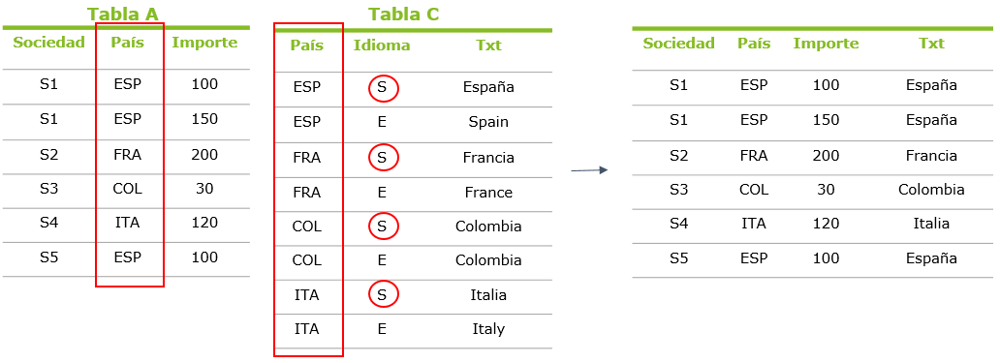 Tabla A
Sociedad País Importe
S1 ESP 100
S1 ESP 150
S2 FRA 200
S3 COL 30
S4 ITA 120
S5 ESP 100
Tabla C
País Idioma Txt
ESP S España
ESP E Spain
FRA S Francia
FRA E France
COL S Colombia
COL E Colombia
ITA S Italia
ITA E Italy
Sociedad País Importe Txt
S1 ESP 100 España
S1 ESP 150 España
S2 FRA 200 Francia
S3 COL 30 Colombia
S4 ITA 120 Italia
S5 ESP 100 España